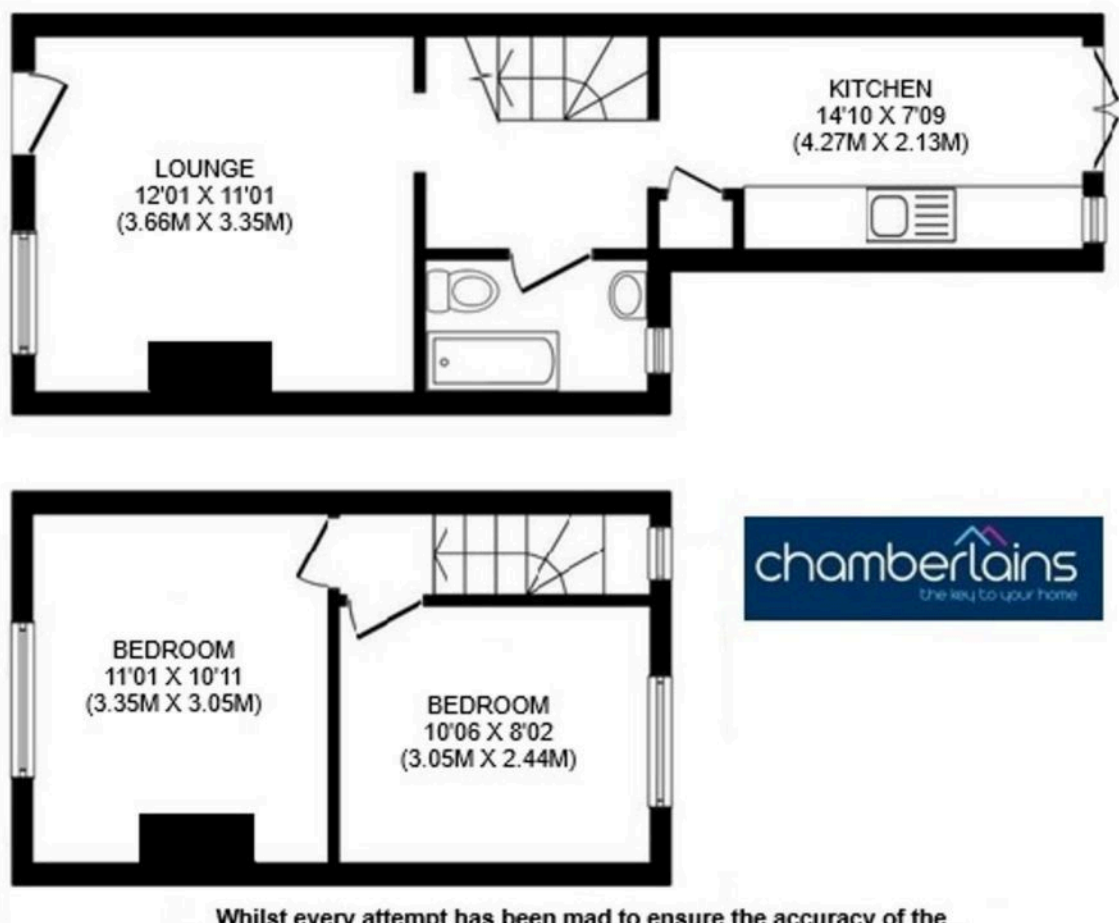 LOUNGE
12'01 X 11'01
(3.66M X 3.35M)
KITCHEN
14'10 X 7'09
(4.27M X 2.13M)
BEDROOM
11'01 X 10'11
(3.35M X 3.05M)
BEDROOM
10'06 X 8'02
(3.05M X 2.44M)
chamberlains
the key to your home
Whilst every attempt has been mad to ensure the accuracy of the